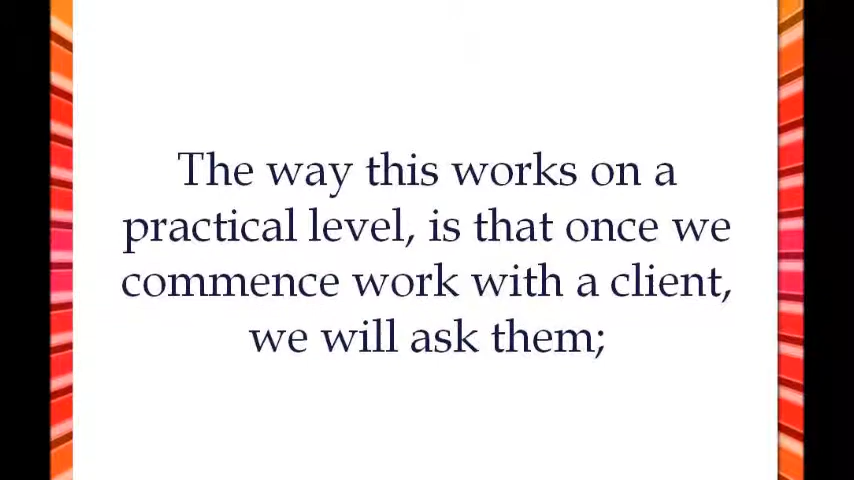 The way this works on a
practical level, is that once we
commence work with a client,
we will ask them;